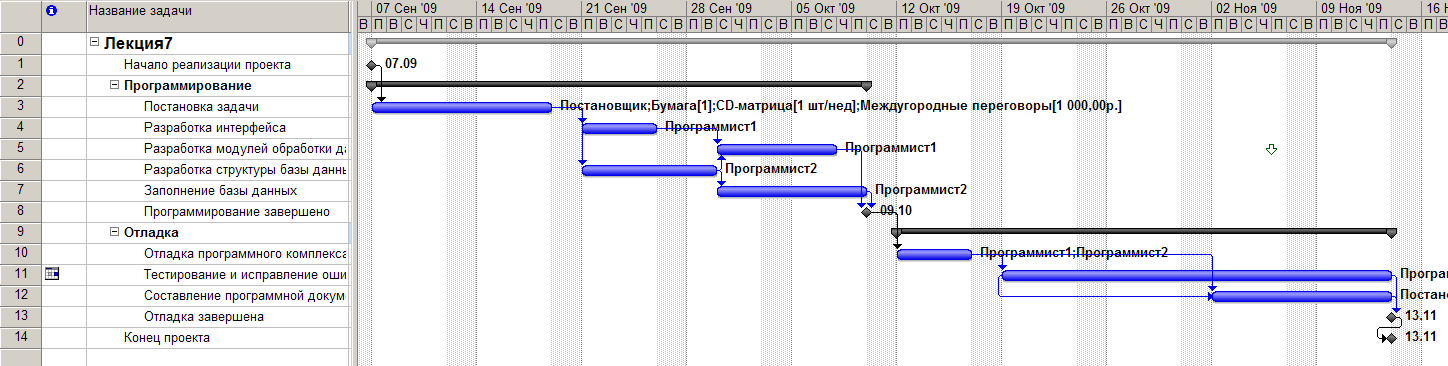 Название задачи
07 Сен '09 14 Сен '09 21 Сен '09 28 Сен '09 05 Окт '09 12 Окт '09 19 Окт '09 26 Окт '09 02 Ноя '09 09 Ноя '09 16
В П В С Ч П С В П В С Ч П С В П В С Ч П С В П В С Ч П С В П В С Ч П С В П В С Ч П С В П В С Ч П С В П В С Ч П С В П В С Ч П С В П В С Ч П С В П В
0 Лекция7
1 Начало реализации проекта 07.09
2 Программирование
3 Постановка задачи Постановщик;Бумага[1];CD-матрица[1 шт/нед];Междугородные переговоры[1 000,00р.]
4 Разработка интерфейса Программист1
5 Разработка модулей обработки да Программист1
6 Разработка структуры базы данны Программист2
7 Заполнение базы данных Программист2
8 Программирование завершено 09.10
9 Отладка
10 Отладка программного комплекса Программист1;Программист2
11 Тестирование и исправление оши Програм
12 Составление программной докум Постано
13 Отладка завершена 13.11
14 Конец проекта 13.11